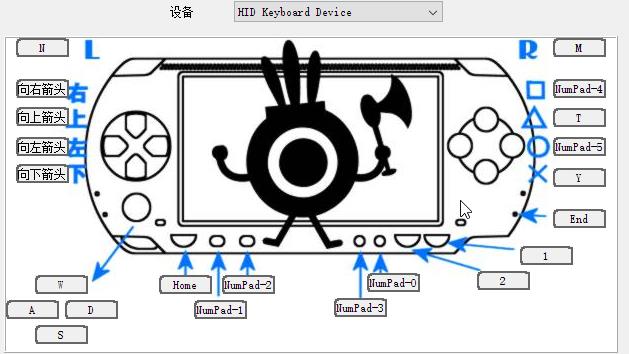 设备 HID Keyboard Device
N L R M
向右箭头 右 □ NumPad-4
向上箭头 上 △ T
向左箭头 左 ○ NumPad-5
向下箭头 下 × Y
End
1
W Home NumPad-2 NumPad-0 2
A D NumPad-1 NumPad-3
S